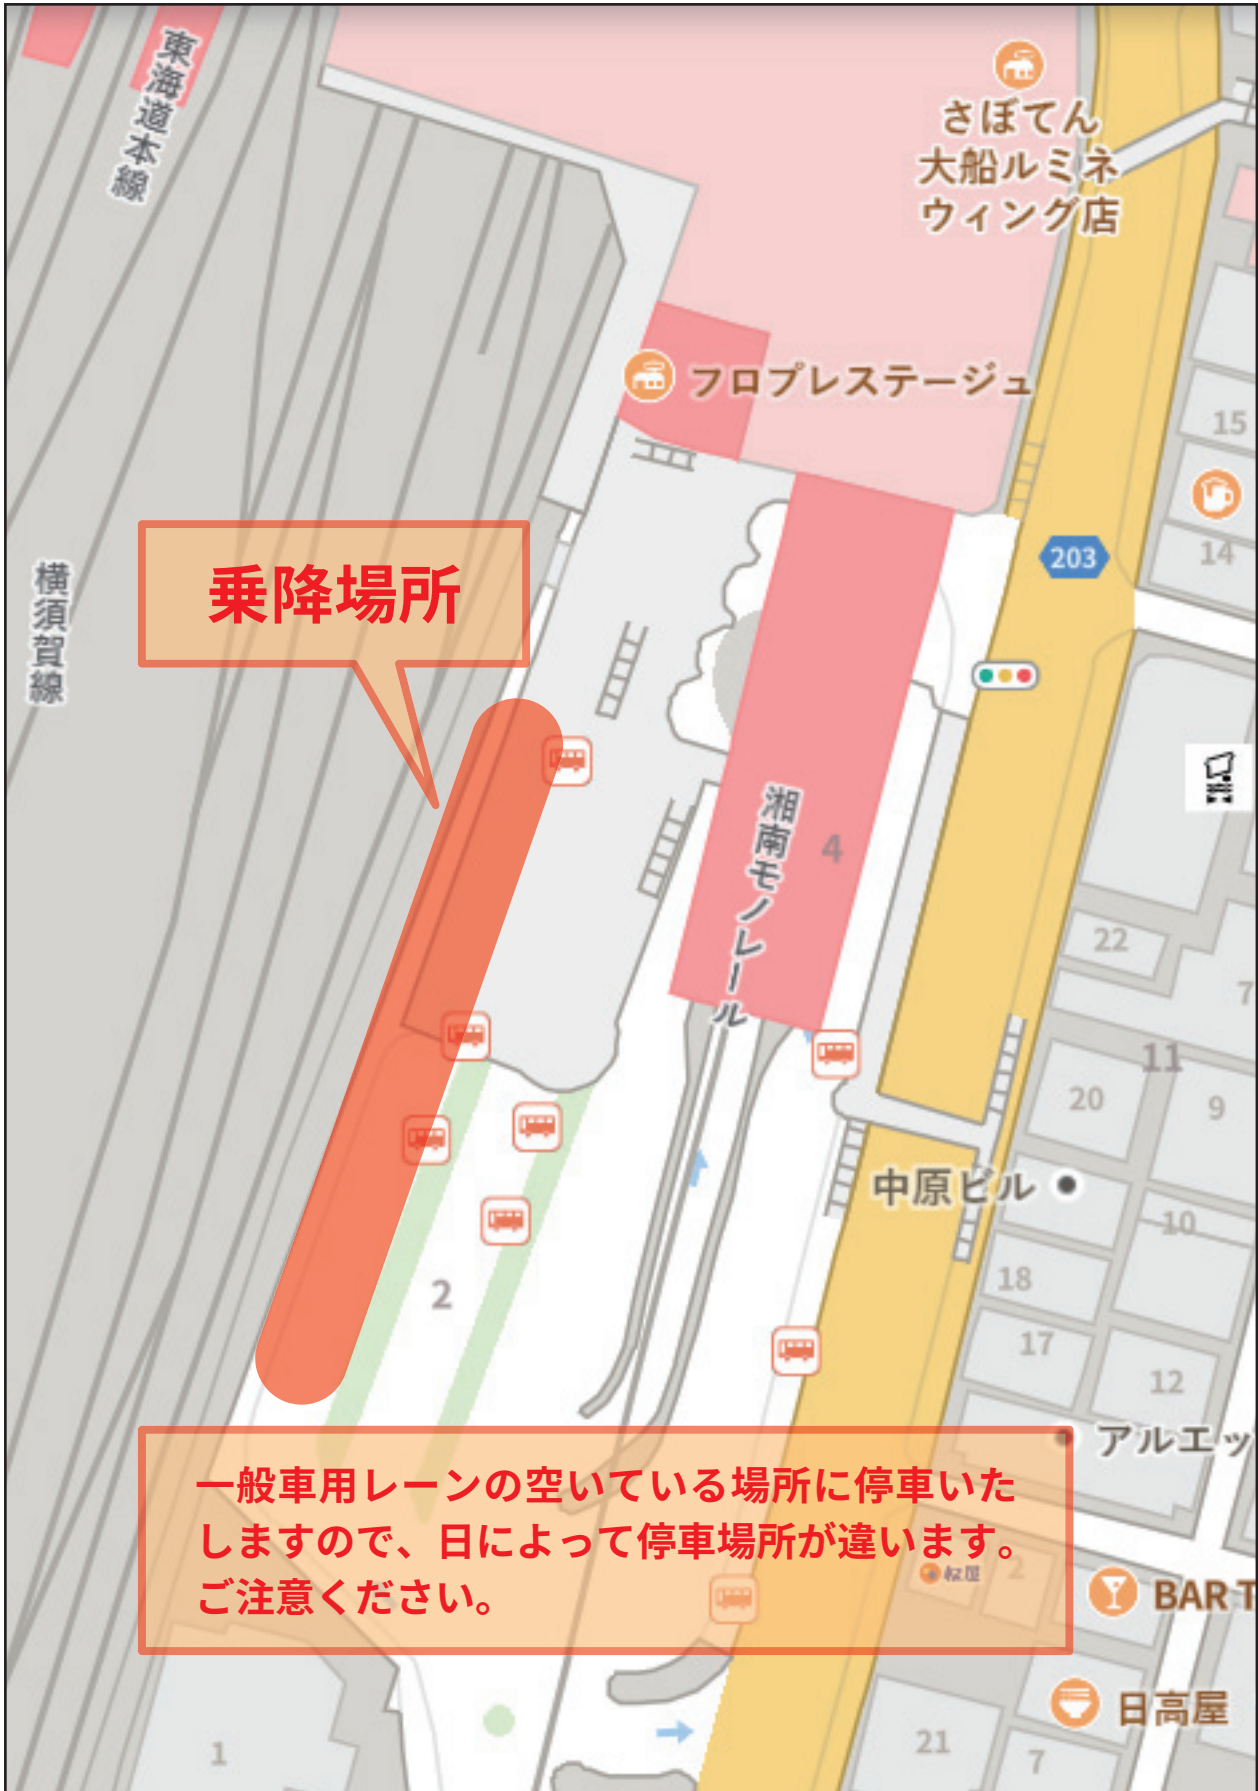 東海道本線
さぼてん
大船ルミネ
ウィング店
フロプレステージュ
15
14
203
乗降場所
横須賀線
湘南モノレール
4
22
7
11
20
9
中原ビル
10
2
18
17
12
アルエッ
一般車用レーンの空いている場所に停車いた
しますので、日によって停車場所が違います。
ご注意ください。
松屋
2
BAR T
日高屋
1
21
7